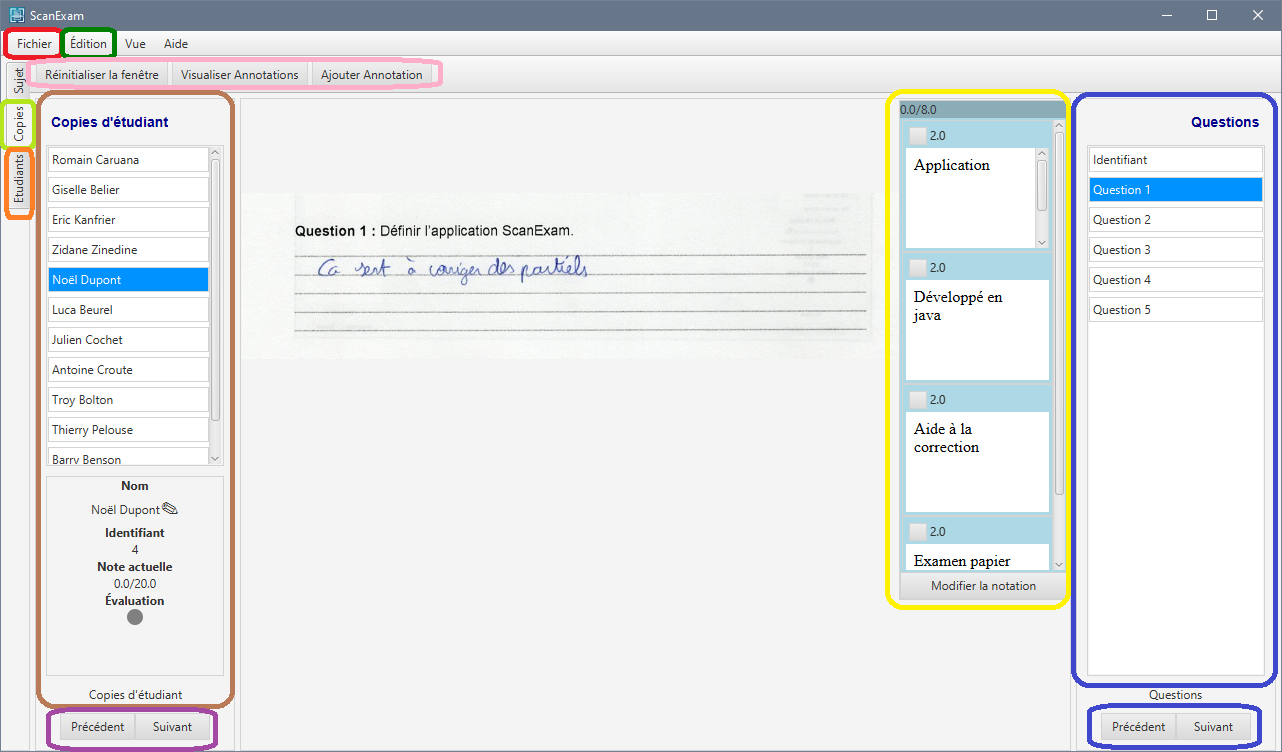 ScanExam
Fichier Édition Vue Aide
Réinitialiser la fenêtre Visualiser Annotations Ajouter Annotation
Sujet
Copies
Etudiants
Copies d'étudiant
Romain Caruana
Giselle Belier
Eric Kanfrier
Zidane Zinedine
Noël Dupont
Luca Beurel
Julien Cochet
Antoine Croute
Troy Bolton
Thierry Pelouse
Barry Benson
Nom
Noël Dupont
Identifiant
4
Note actuelle
0.0/20.0
Évaluation
Copies d'étudiant
Précédent Suivant
Question 1 : Définir l'application ScanExam.
Ca sert à corriger des partiels
0.0/8.0
2.0
Application
2.0
Développé en
java
2.0
Aide à la
correction
2.0
Examen papier
Modifier la notation
Questions
Identifiant
Question 1
Question 2
Question 3
Question 4
Question 5
Questions
Précédent Suivant